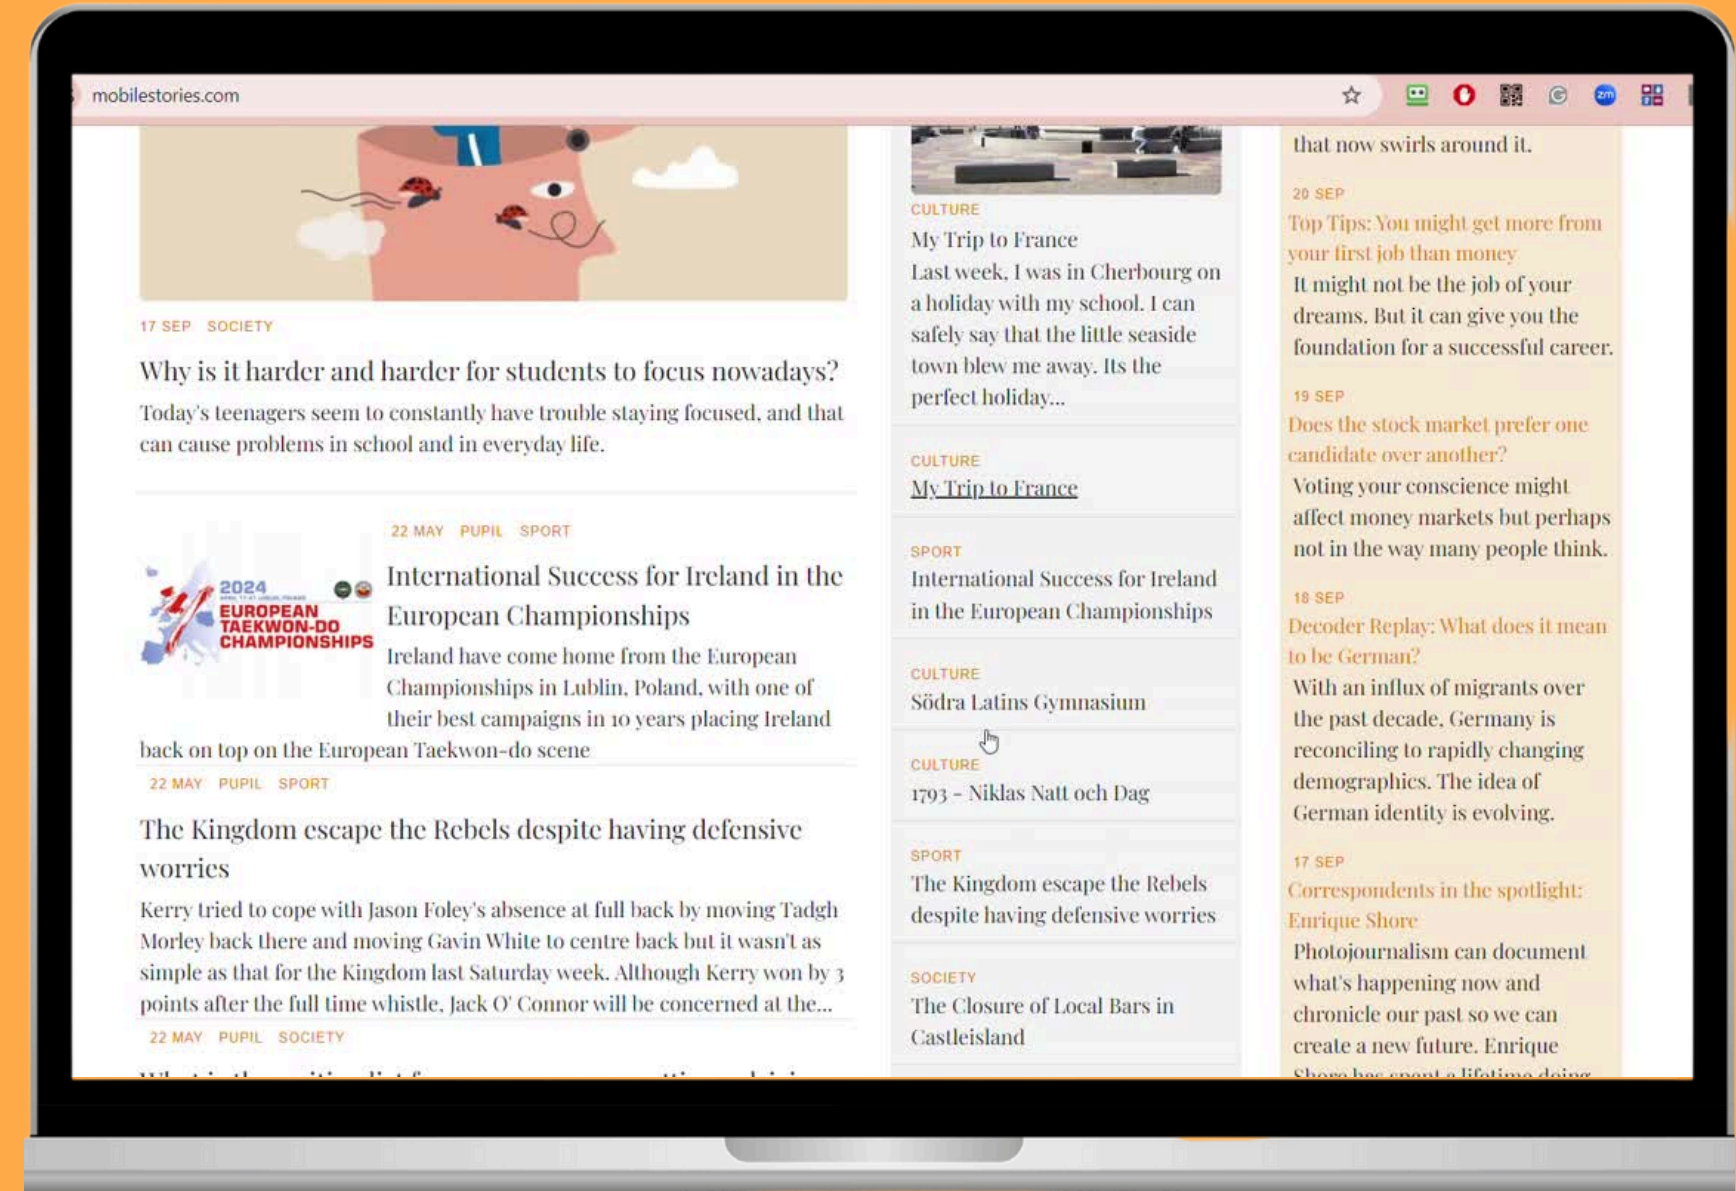 mobilestories.com
zm
17 SEP SOCIETY
Why is it harder and harder for students to focus nowadays?
Today's teenagers seem to constantly have trouble staying focused, and that
can cause problems in school and in everyday life.
22 MAY PUPIL SPORT
2024
EUROPEAN
TAEKWON-DO
CHAMPIONSHIPS
International Success for Ireland in the
European Championships
Ireland have come home from the European
Championships in Lublin, Poland, with one of
their best campaigns in 10 years placing Ireland
back on top on the European Taekwon-do scene
22 MAY PUPIL SPORT
The Kingdom escape the Rebels despite having defensive
worries
Kerry tried to cope with Jason Foley's absence at full back by moving Tadgh
Morley back there and moving Gavin White to centre back but it wasn't as
simple as that for the Kingdom last Saturday week. Although Kerry won by 3
points after the full time whistle, Jack O' Connor will be concerned at the...
22 MAY PUPIL SOCIETY
CULTURE
My Trip to France
Last week, I was in Cherbourg on
a holiday with my school. I can
safely say that the little seaside
town blew me away. Its the
perfect holiday...
CULTURE
My Trip to France
SPORT
International Success for Ireland
in the European Championships
CULTURE
Södra Latins Gymnasium
CULTURE
1793 - Niklas Natt och Dag
SPORT
The Kingdom escape the Rebels
despite having defensive worries
SOCIETY
The Closure of Local Bars in
Castleisland
that now swirls around it.
20 SEP
Top Tips: You might get more from
your first job than money
It might not be the job of your
dreams. But it can give you the
foundation for a successful career.
19 SEP
Does the stock market prefer one
candidate over another?
Voting your conscience might
affect money markets but perhaps
not in the way many people think.
18 SEP
Decoder Replay: What does it mean
to be German?
With an influx of migrants over
the past decade, Germany is
reconciling to rapidly changing
demographics. The idea of
German identity is evolving.
17 SEP
Correspondents in the spotlight:
Enrique Shore
Photojournalism can document
what's happening now and
chronicle our past so we can
create a new future. Enrique
Shore has spent a lifetime doing